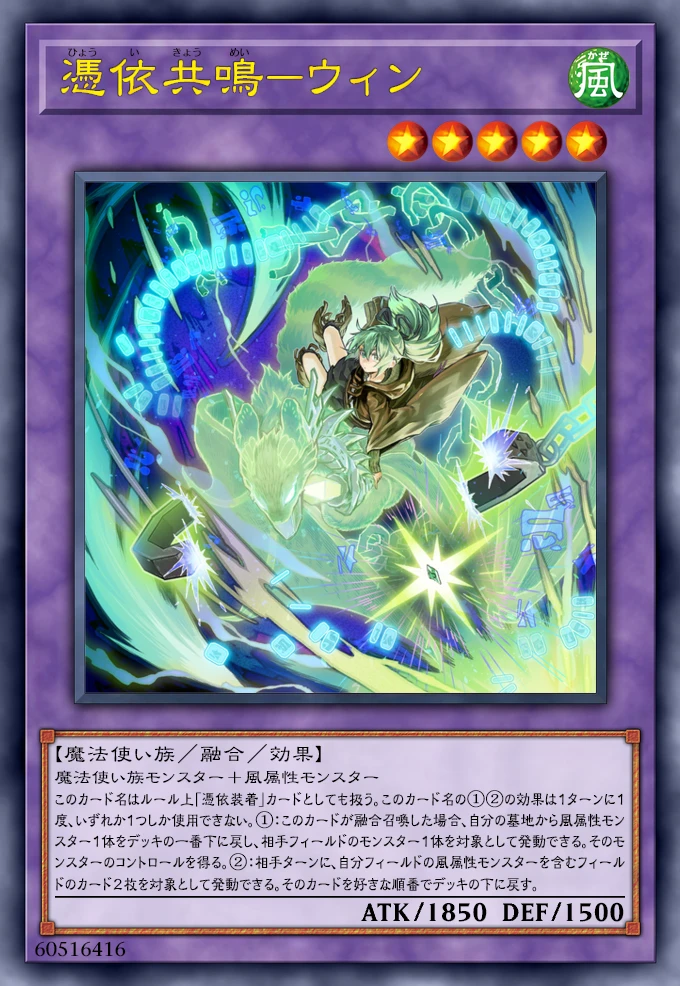 ひょう い きょう めい
憑依共鳴－ウィン
かぜ
風
【魔法使い族／融合／効果】
魔法使い族モンスター＋風属性モンスター
このカード名はルール上「憑依装着」カードとしても扱う。このカード名の①②の効果は1ターンに1
度、いずれか1つしか使用できない。①：このカードが融合召喚した場合、自分の墓地から風属性モン
スター1体をデッキの一番下に戻し、相手フィールドのモンスター1体を対象として発動できる。そのモ
ンスターのコントロールを得る。②：相手ターンに、自分フィールドの風属性モンスターを含むフィール
ドのカード2枚を対象として発動できる。そのカードを好きな順番でデッキの下に戻す。
ATK/1850 DEF/1500
60516416